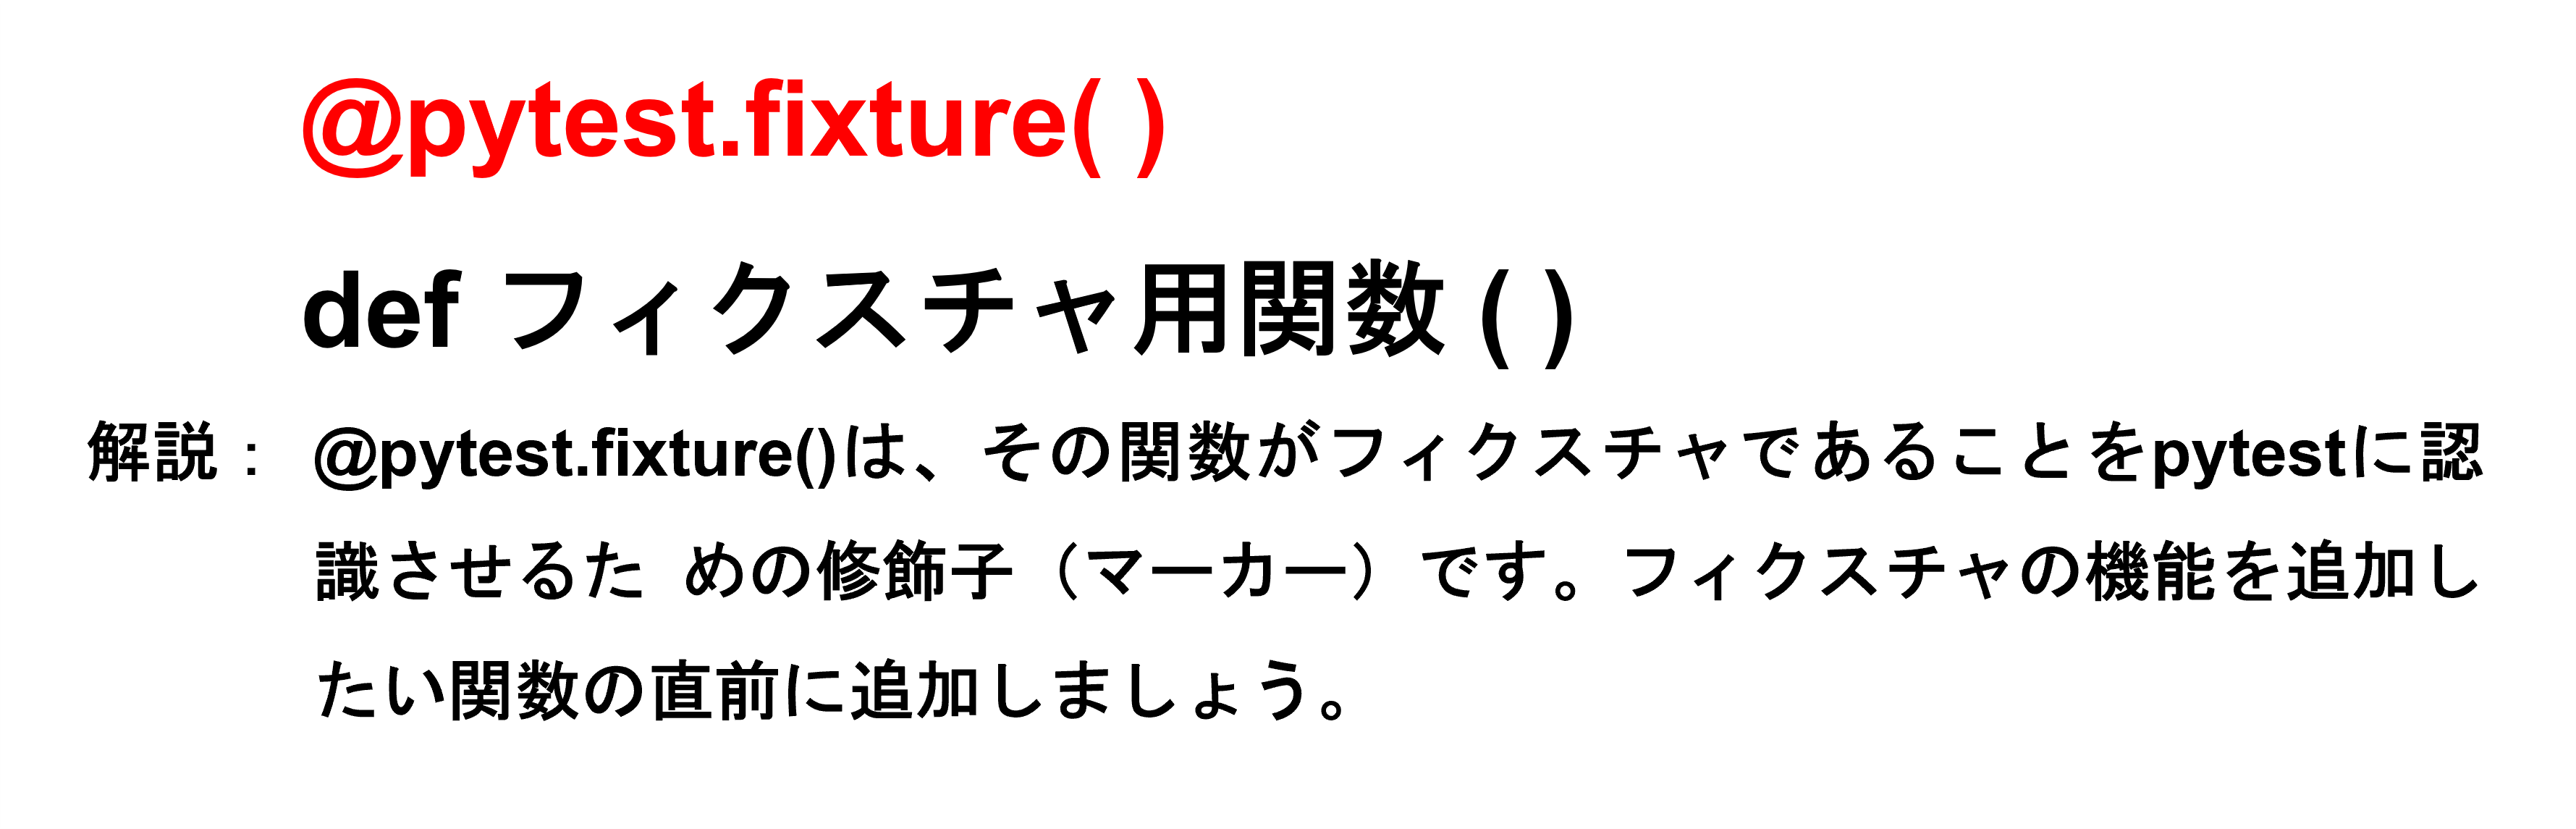 @pytest.fixture( )
def フィクスチャ用関数 ( )
解説： @pytest.fixture()は、その関数がフィクスチャであることをpytestに認
識させるた めの修飾子（マーカー）です。フィクスチャの機能を追加し
たい関数の直前に追加しましょう。